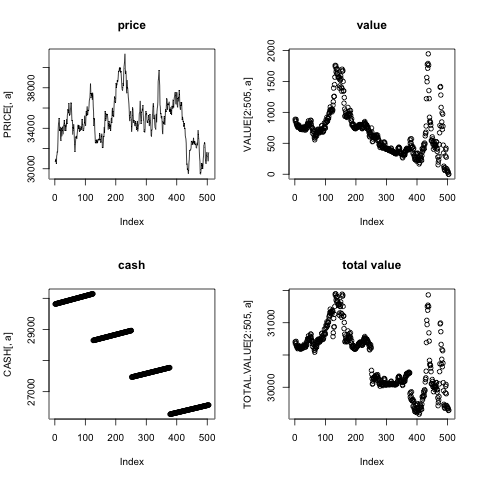 price
PRICE[, a]
30000 34000 38000
0 100 200 300 400 500
Index
value
VALUE[2:505, a]
0 500 1000 1500 2000
0 100 200 300 400 500
Index
cash
CASH[, a]
27000 29000
0 100 200 300 400 500
Index
total value
TOTAL.VALUE[2:505, a]
30000 31000
0 100 200 300 400 500
Index